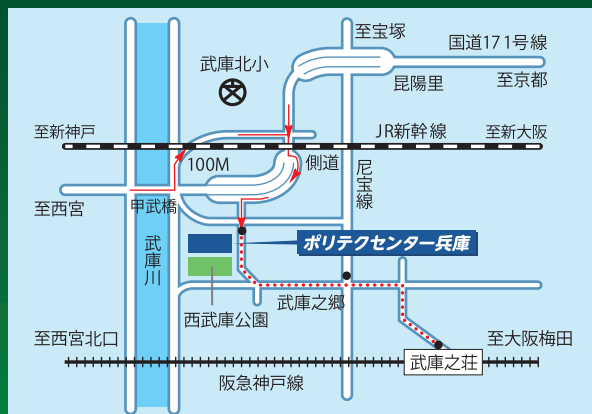 至宝塚
国道171号線
武庫北小
昆陽里
至京都
至新神戸
JR新幹線
至新大阪
100M
側道
尼宝線
至西宮
甲武橋
武庫川
ポリテクセンター兵庫
西武庫公園
武庫之郷
至西宮北口
至大阪梅田
武庫之荘
阪急神戸線